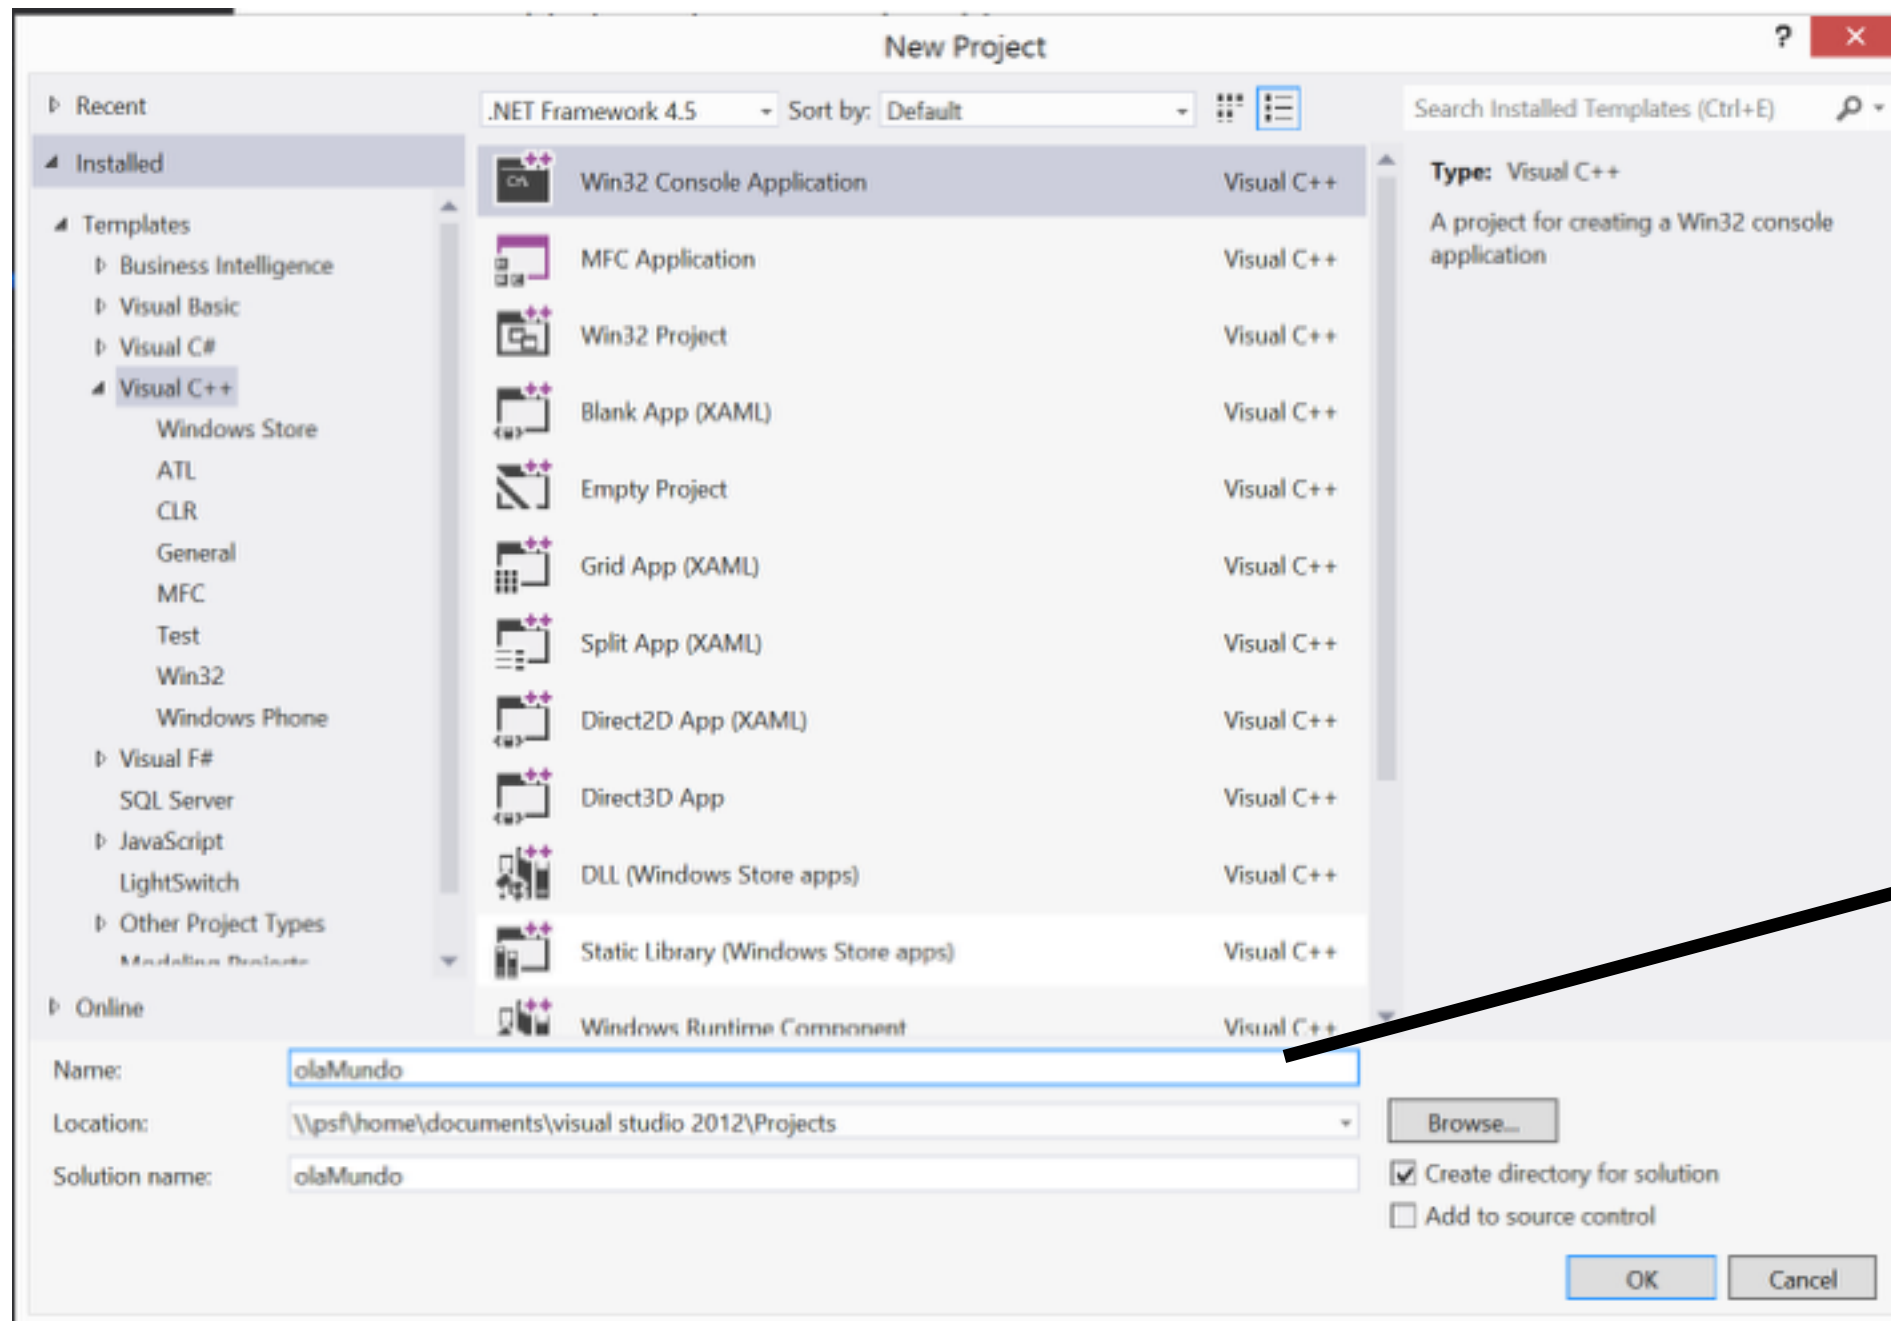 New Project
?
Recent
.NET Framework 4.5 Sort by: Default
Search Installed Templates (Ctrl+E)
Installed
Templates
Business Intelligence
Visual Basic
Visual C#
Visual C++
Windows Store
ATL
CLR
General
MFC
Test
Win32
Windows Phone
Visual F#
SQL Server
JavaScript
LightSwitch
Other Project Types
Modeling Projects
Online
Win32 Console Application Visual C++
MFC Application Visual C++
Win32 Project Visual C++
Blank App (XAML) Visual C++
Empty Project Visual C++
Grid App (XAML) Visual C++
Split App (XAML) Visual C++
Direct2D App (XAML) Visual C++
Direct3D App Visual C++
DLL (Windows Store apps) Visual C++
Static Library (Windows Store apps) Visual C++
Windows Runtime Component Visual C++
Type: Visual C++
A project for creating a Win32 console
application
Name: olaMundo
Location: \\psf\home\documents\visual studio 2012\Projects
Browse...
Solution name: olaMundo
Create directory for solution
Add to source control
OK Cancel